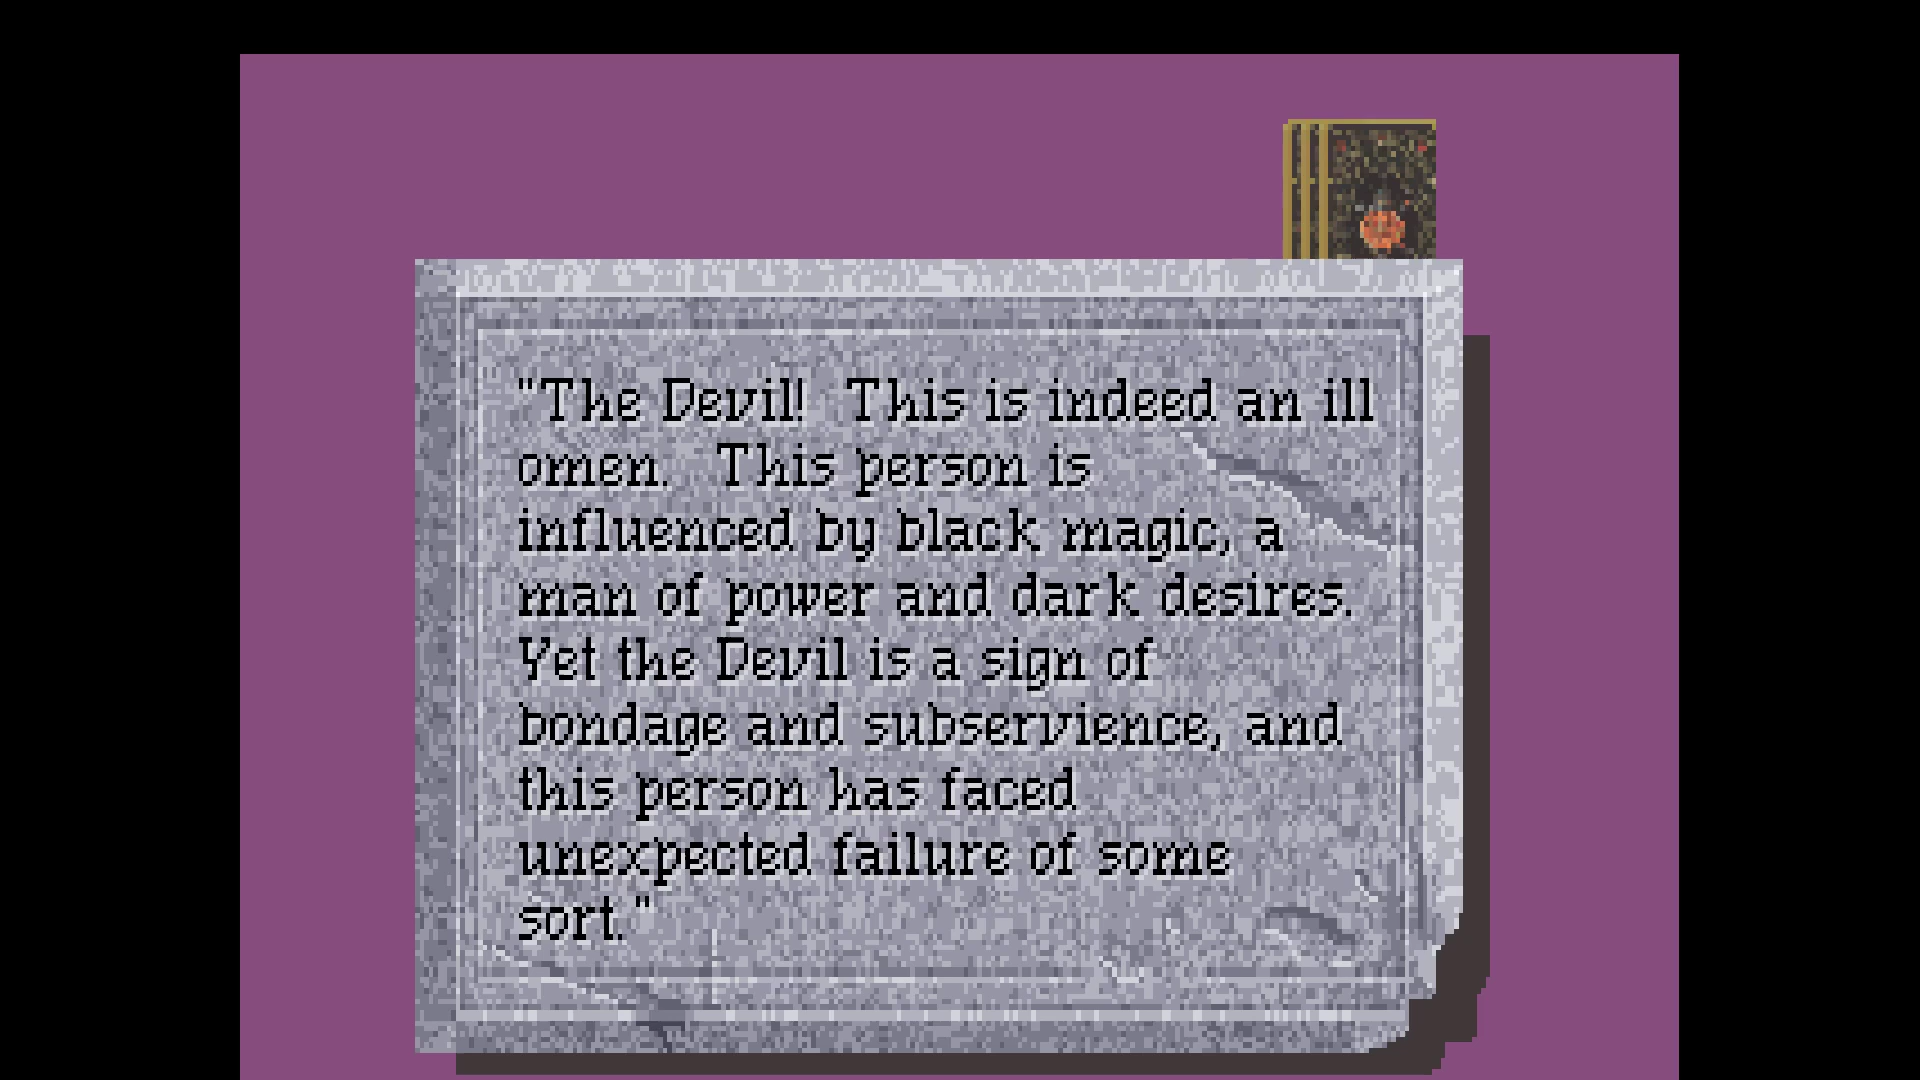 "The Devil!  This is indeed an ill
omen.  This person is
influenced by black magic, a
man of power and dark desires.
Yet the Devil is a sign of
bondage and subservience, and
this person has faced
unexpected failure of some
sort."